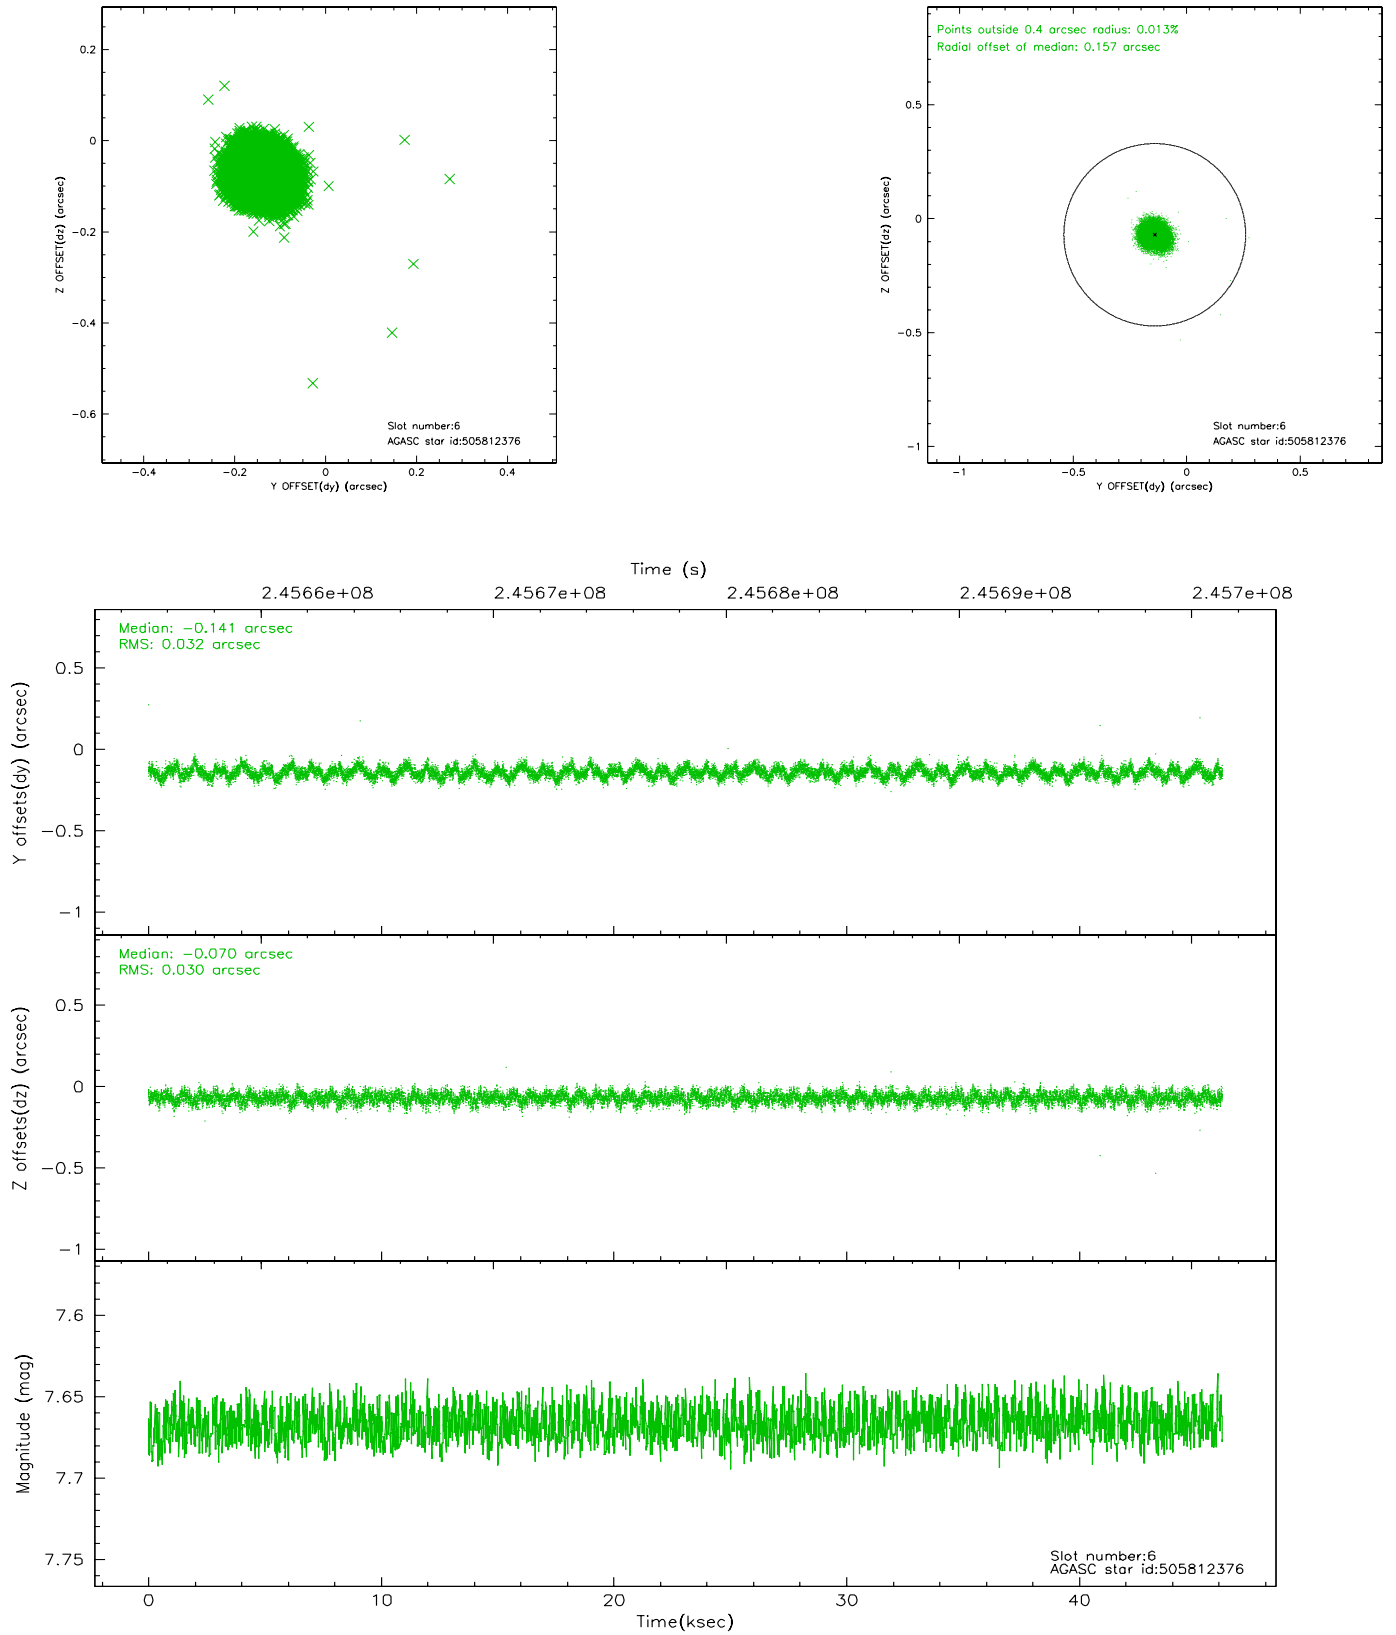 0.2
0
-0.2
-0.4
-0.6
Z OFFSET(dz) (arcsec)
Slot number:6
AGASC star id:505812376
-0.4 -0.2 0 0.2 0.4
Y OFFSET(dy) (arcsec)
Points outside 0.4 arcsec radius: 0.013%
Radial offset of median: 0.157 arcsec
0.5
0
-0.5
-1
Z OFFSET(dz) (arcsec)
Slot number:6
AGASC star id:505812376
-1 -0.5 0 0.5
Y OFFSET(dy) (arcsec)
Time (s)
2.4566e+08 2.4567e+08 2.4568e+08 2.4569e+08 2.457e+08
Median: -0.141 arcsec
RMS: 0.032 arcsec
0.5
0
-0.5
-1
Y offsets(dy) (arcsec)
Median: -0.070 arcsec
RMS: 0.030 arcsec
0.5
0
-0.5
-1
Z offsets(dz) (arcsec)
7.6
7.65
7.7
7.75
Magnitude (mag)
Slot number:6
AGASC star id:505812376
0 10 20 30 40
Time(ksec)